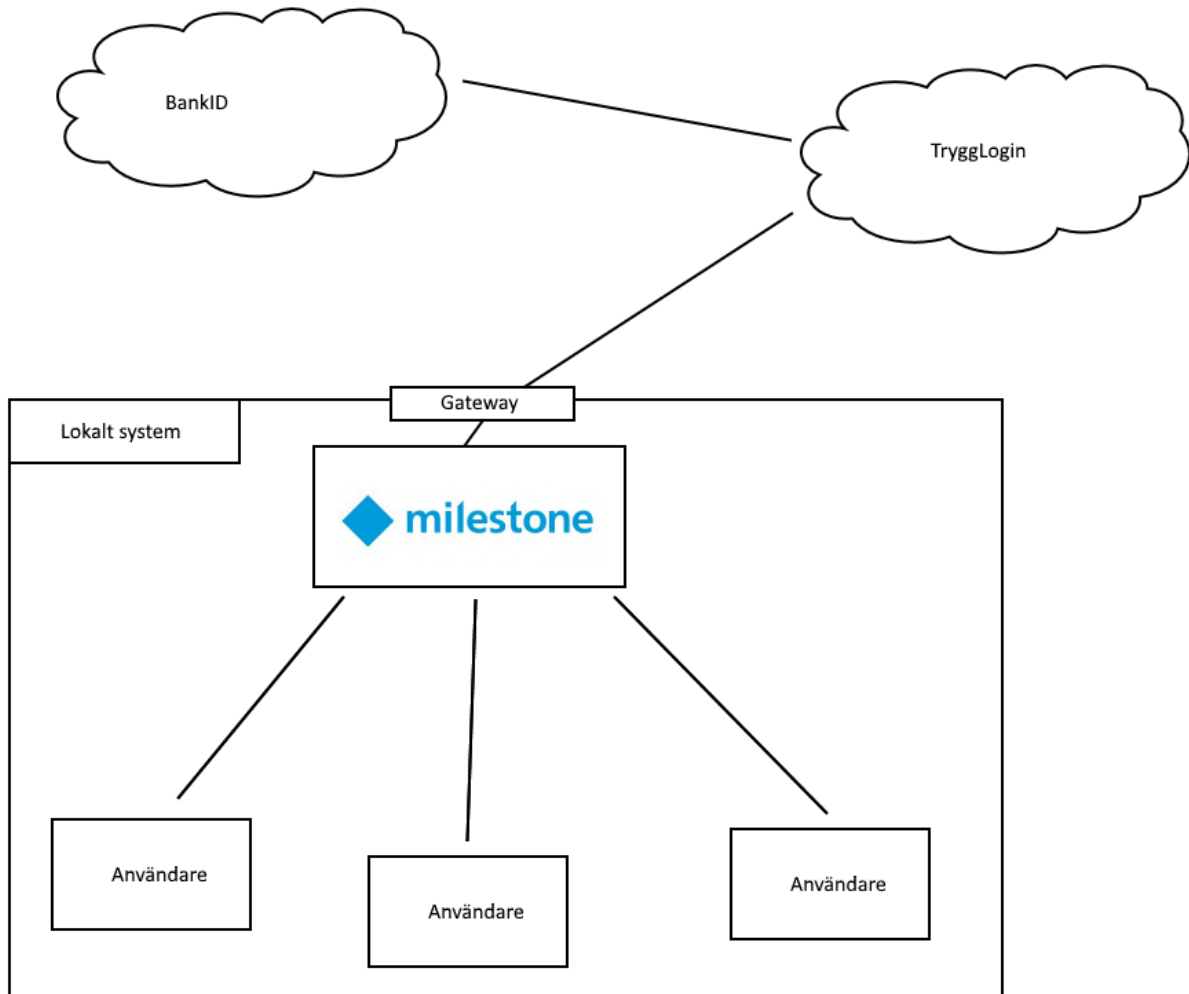 BankID
TryggLogin
Gateway
Lokalt system
milestone
Användare
Användare
Användare